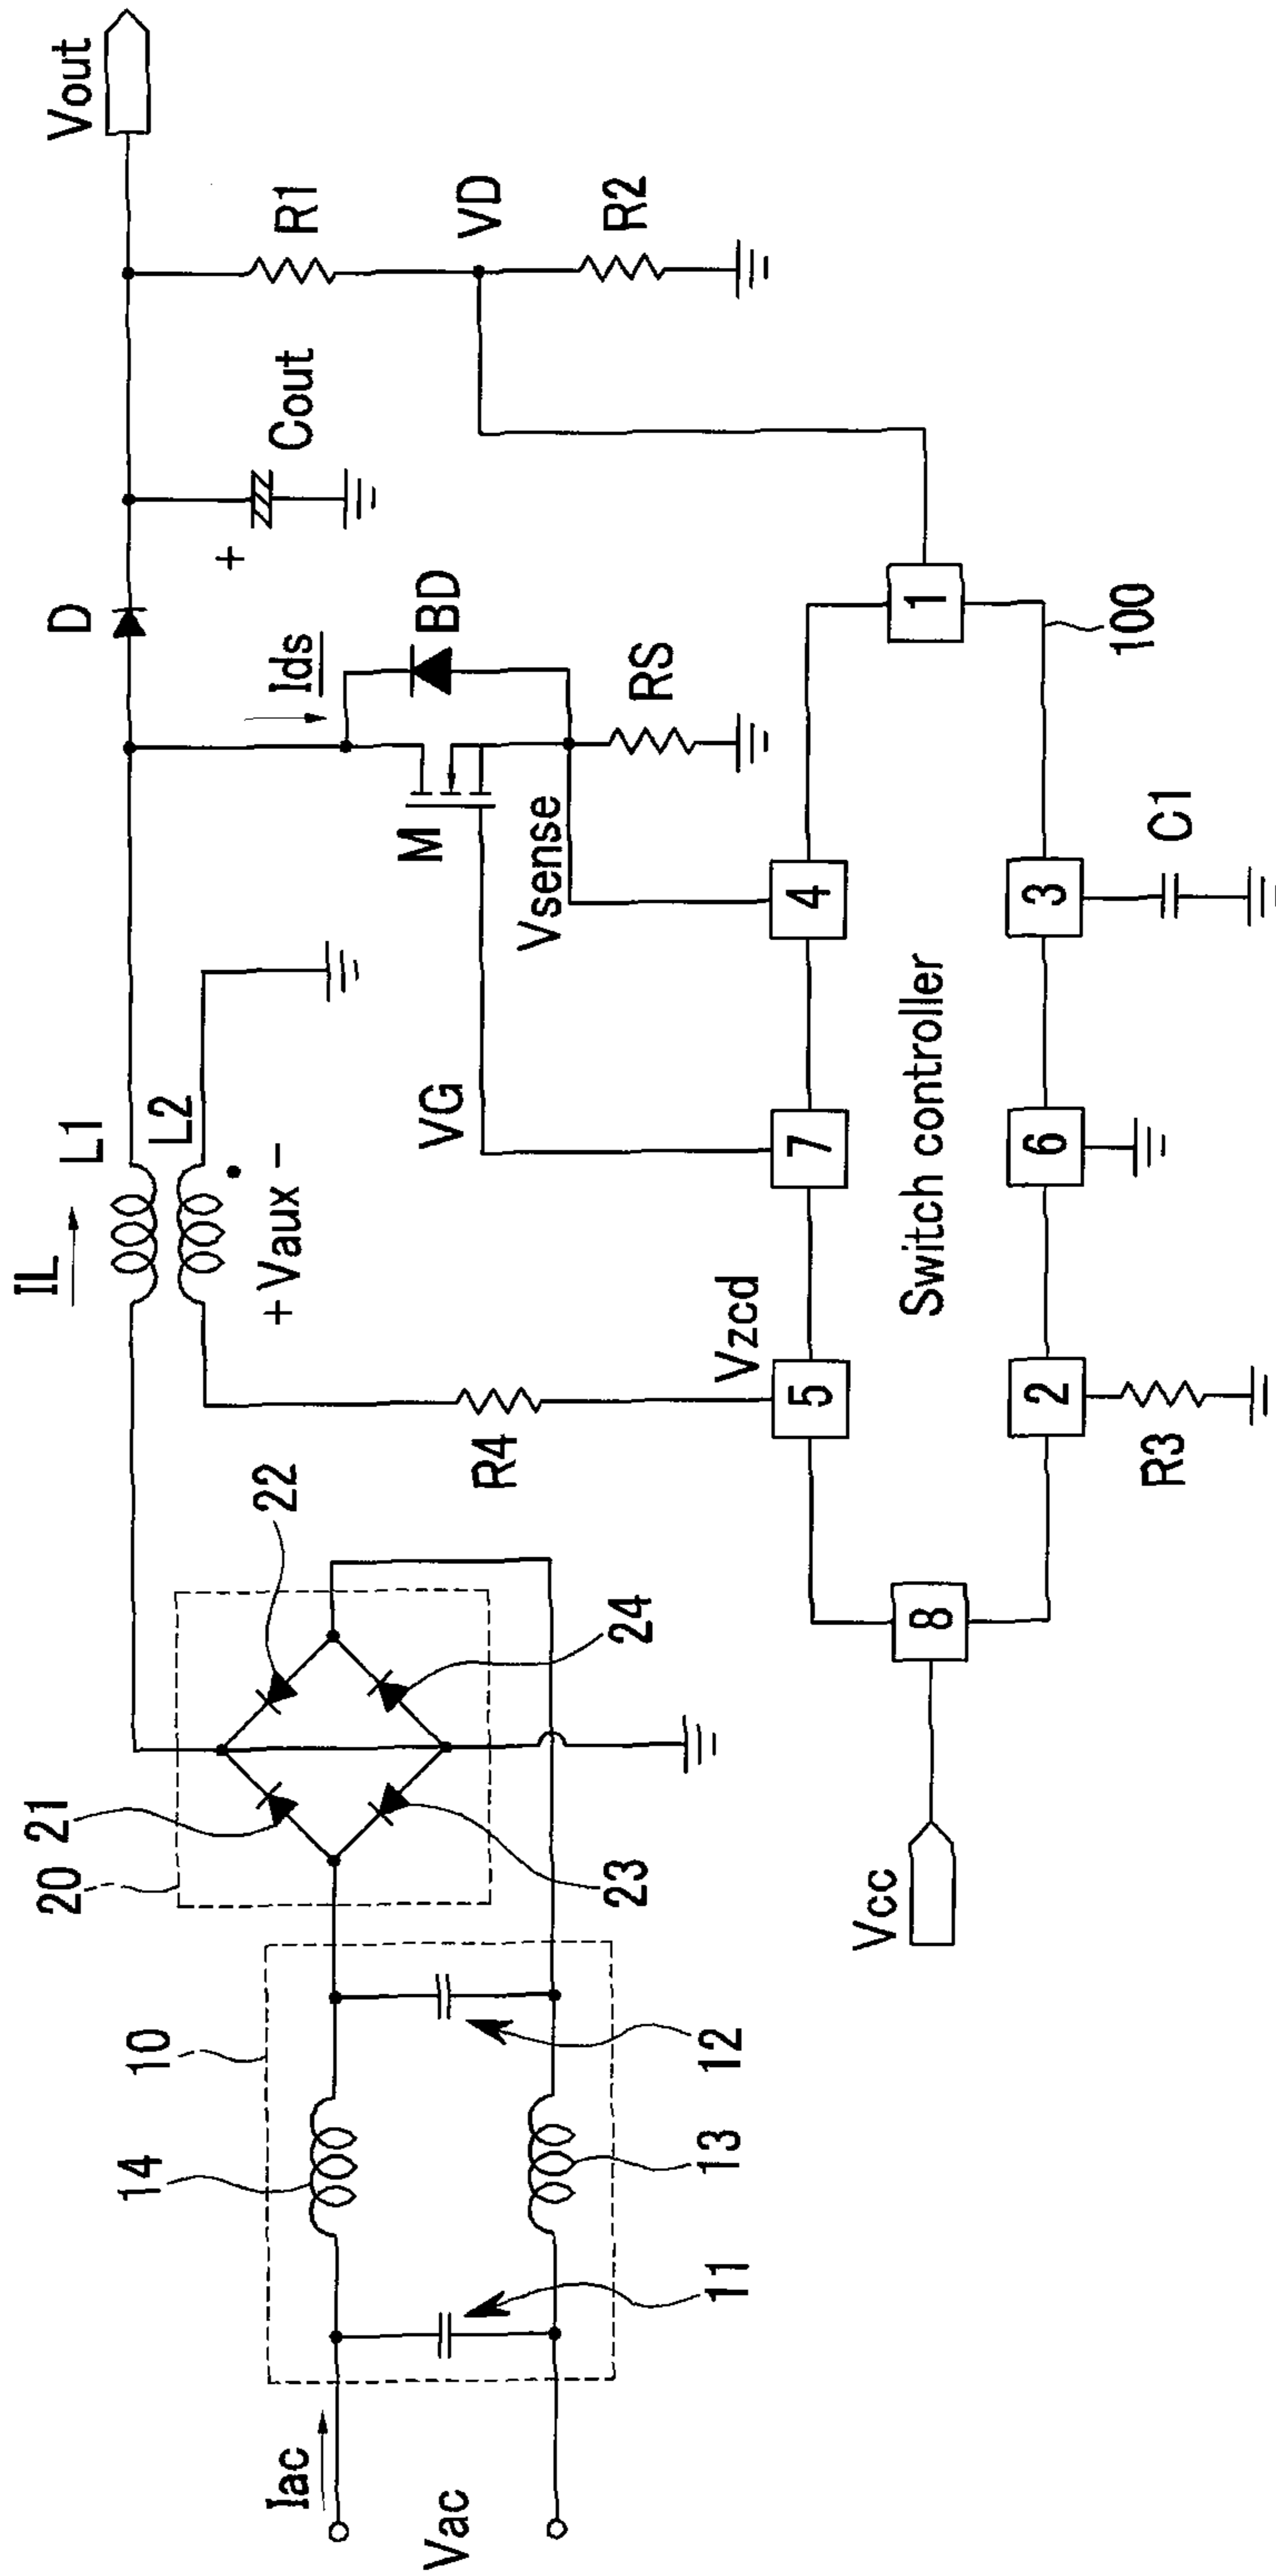 Iac
Vac
10
14
11
12
13
20
21
22
23
24
IL
L1
L2
+ Vaux -
R4
Vzcd
VG
Vsense
M
Ids
BD
RS
D
+
Cout
R1
VD
R2
Vout
Vcc
8
5
7
4
1
Switch controller
2
6
3
100
R3
C1